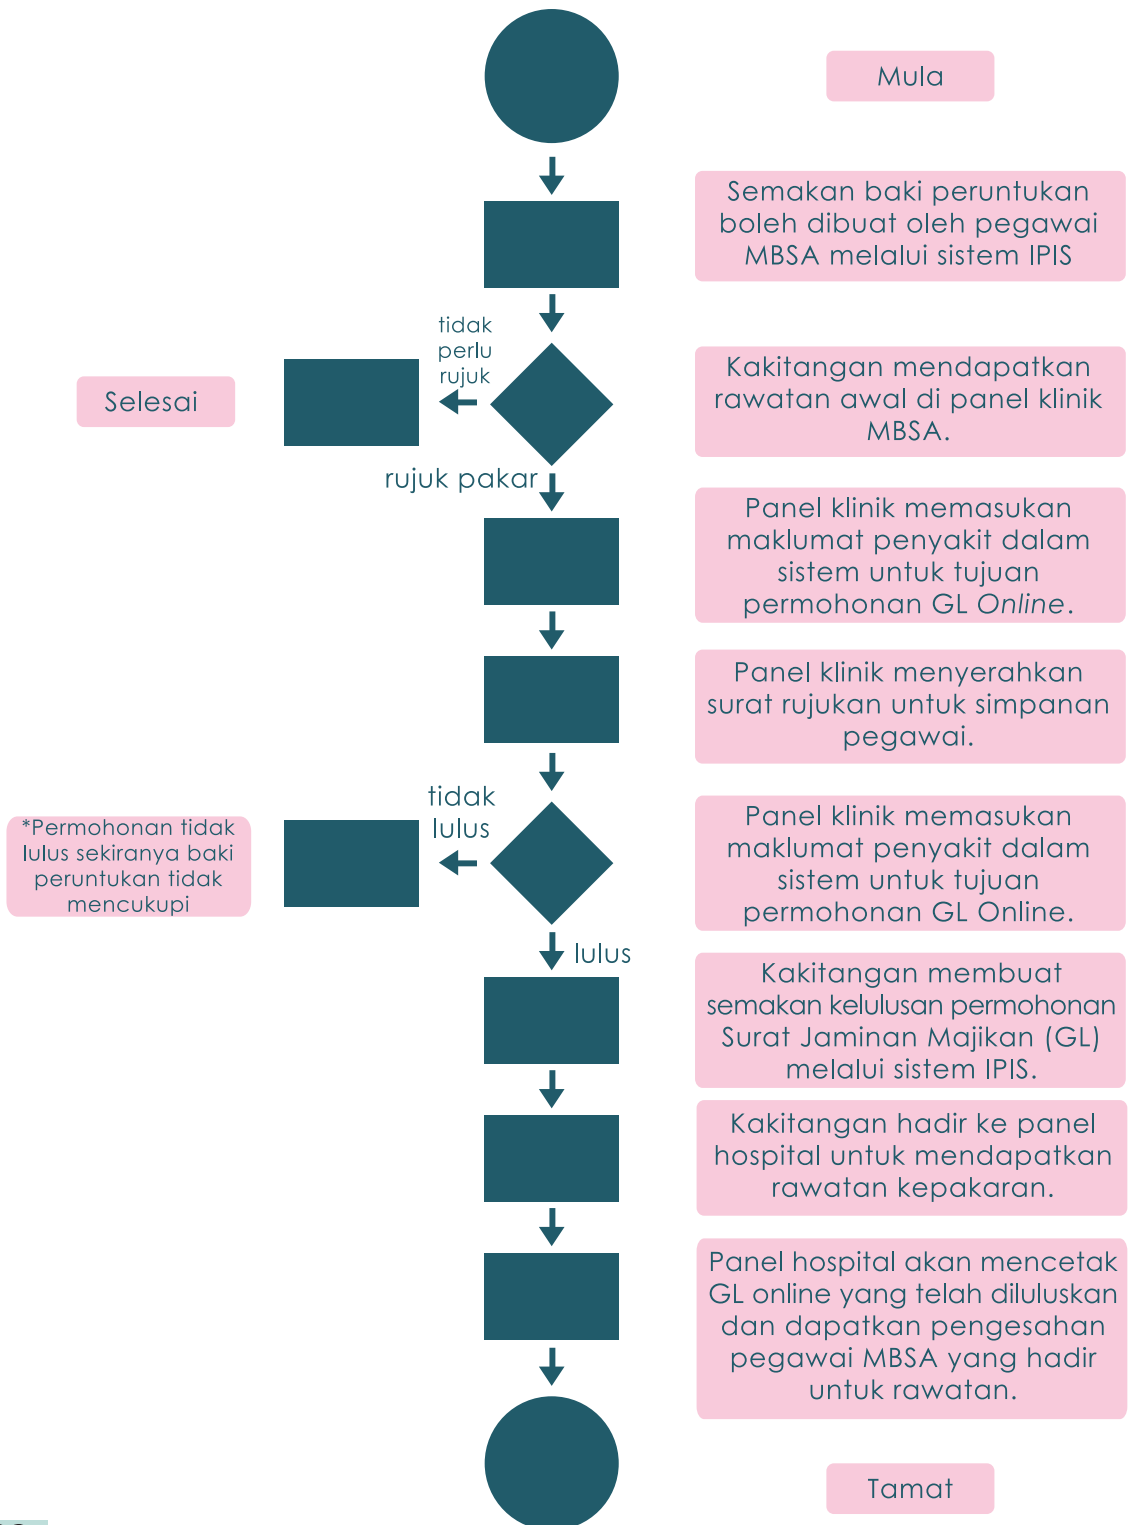 Mula
Semakan baki peruntukan
boleh dibuat oleh pegawai
MBSA melalui sistem IPIS
tidak
perlu
rujuk
Selesai
Kakitangan mendapatkan
rawatan awal di panel klinik
MBSA.
rujuk pakar
Panel klinik memasukan
maklumat penyakit dalam
sistem untuk tujuan
permohonan GL Online.
Panel klinik menyerahkan
surat rujukan untuk simpanan
pegawai.
tidak
lulus
*Permohonan tidak
lulus sekiranya baki
peruntukan tidak
mencukupi
Panel klinik memasukan
maklumat penyakit dalam
sistem untuk tujuan
permohonan GL Online.
lulus
Kakitangan membuat
semakan kelulusan permohonan
Surat Jaminan Majikan (GL)
melalui sistem IPIS.
Kakitangan hadir ke panel
hospital untuk mendapatkan
rawatan kepakaran.
Panel hospital akan mencetak
GL online yang telah diluluskan
dan dapatkan pengesahan
pegawai MBSA yang hadir
untuk rawatan.
Tamat